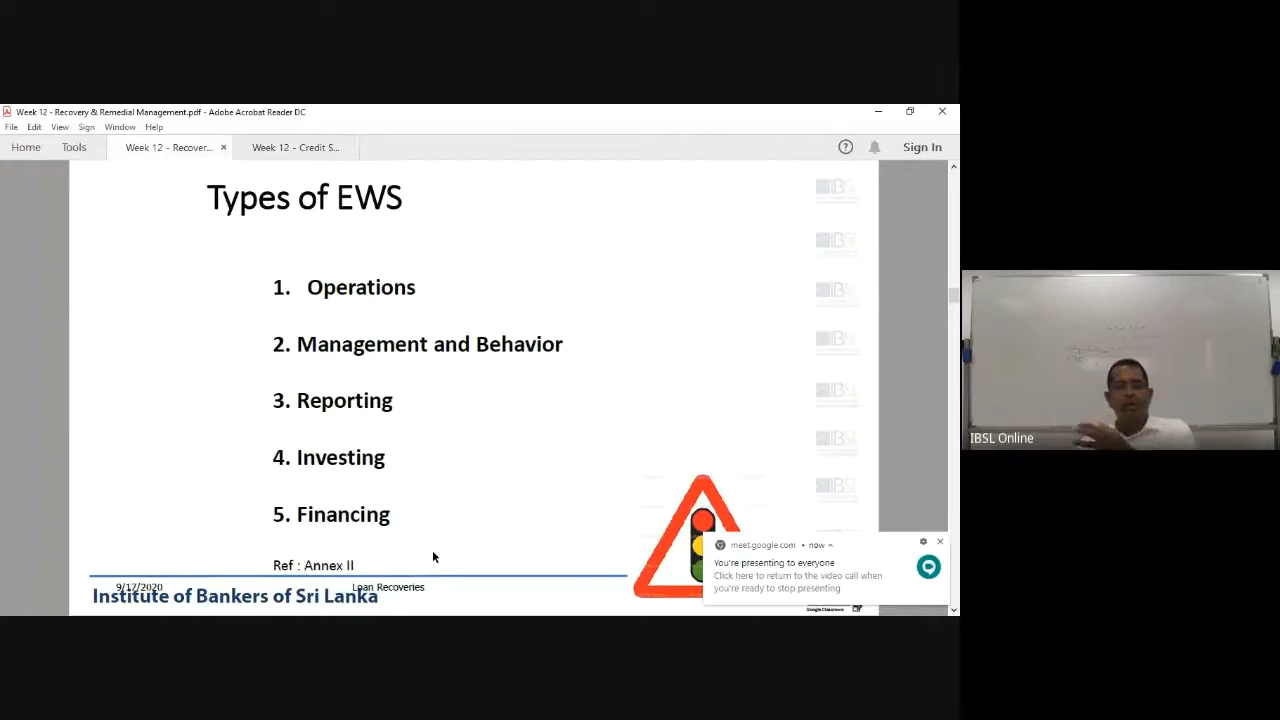 Week 12 - Recovery & Remedial Management.pdf - Adobe Acrobat Reader DC
File Edit View Sign Window Help
Home Tools Week 12 - Recover... × Week 12 - Credit S... Sign In
Types of EWS
1. Operations
2. Management and Behavior
3. Reporting
4. Investing
5. Financing
Ref : Annex II
9/17/2020 Loan Recoveries
Institute of Bankers of Sri Lanka
meet.google.com • now
You're presenting to everyone
Click here to return to the video call when
you're ready to stop presenting
Google Classroom
IBSL Online